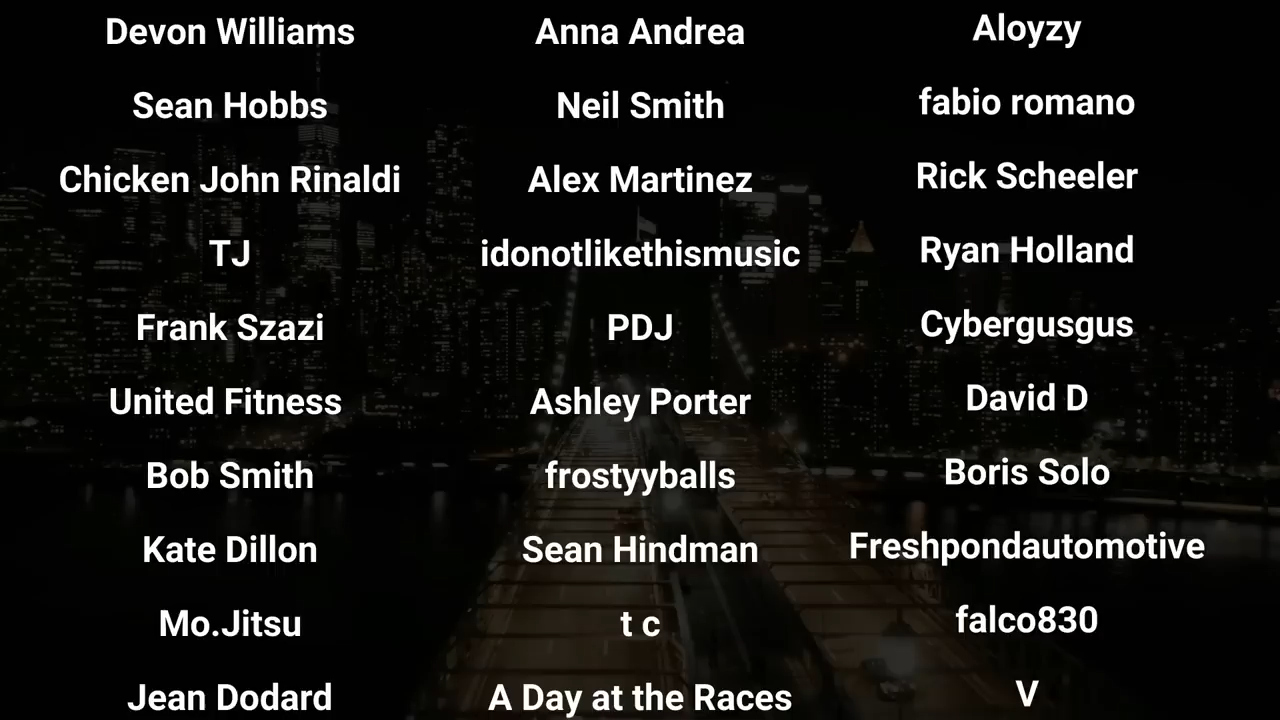 Devon Williams
Sean Hobbs
Chicken John Rinaldi
TJ
Frank Szazi
United Fitness
Bob Smith
Kate Dillon
Mo.Jitsu
Jean Dodard
Anna Andrea
Neil Smith
Alex Martinez
idonotlikethismusic
PDJ
Ashley Porter
frostyyballs
Sean Hindman
t c
A Day at the Races
Aloyzy
fabio romano
Rick Scheeler
Ryan Holland
Cybergusgus
David D
Boris Solo
Freshpondautomotive
falco830
V